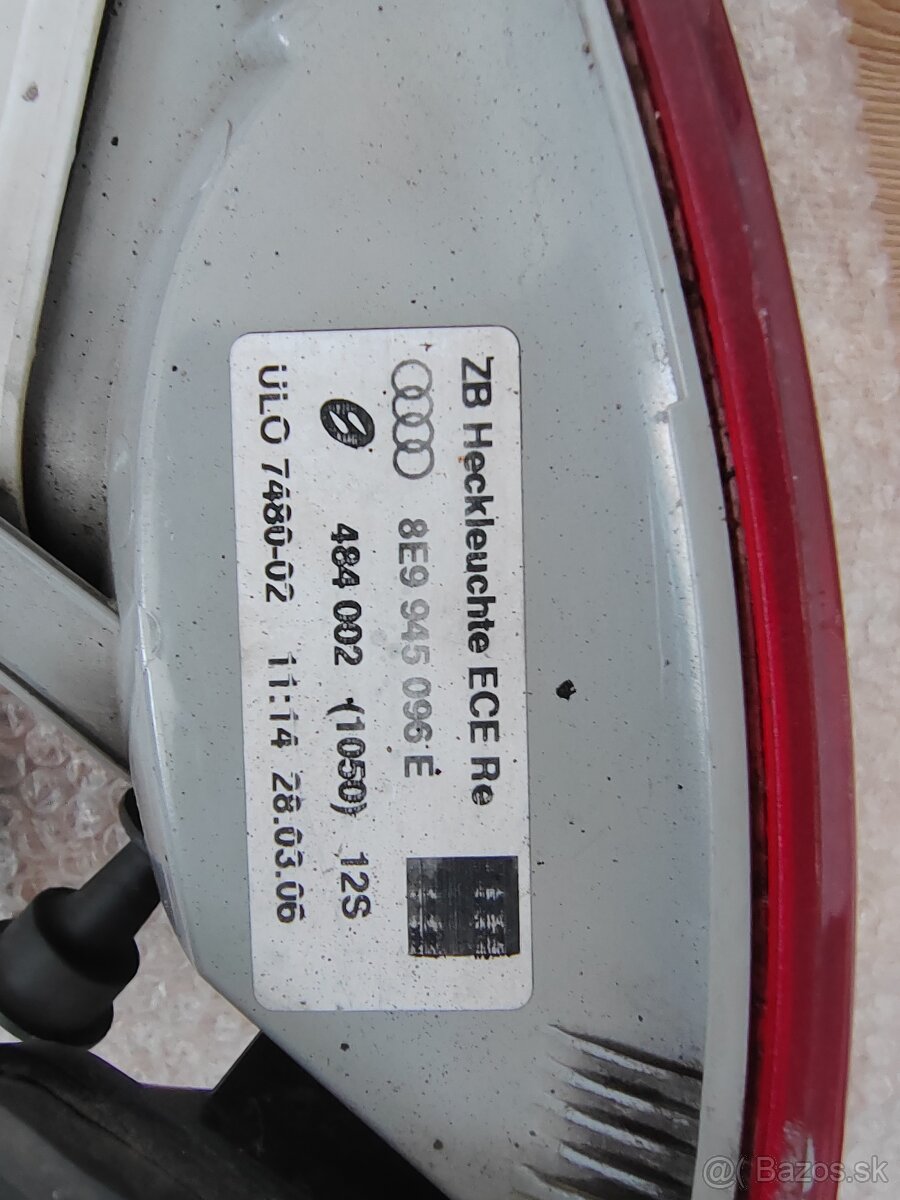 ZB Heckleuchte ECE Re
8E9 945 096 E
484 002 (1050) 12S
ULO 7480-02 11:14 28.03.06
@( Bazos.sk